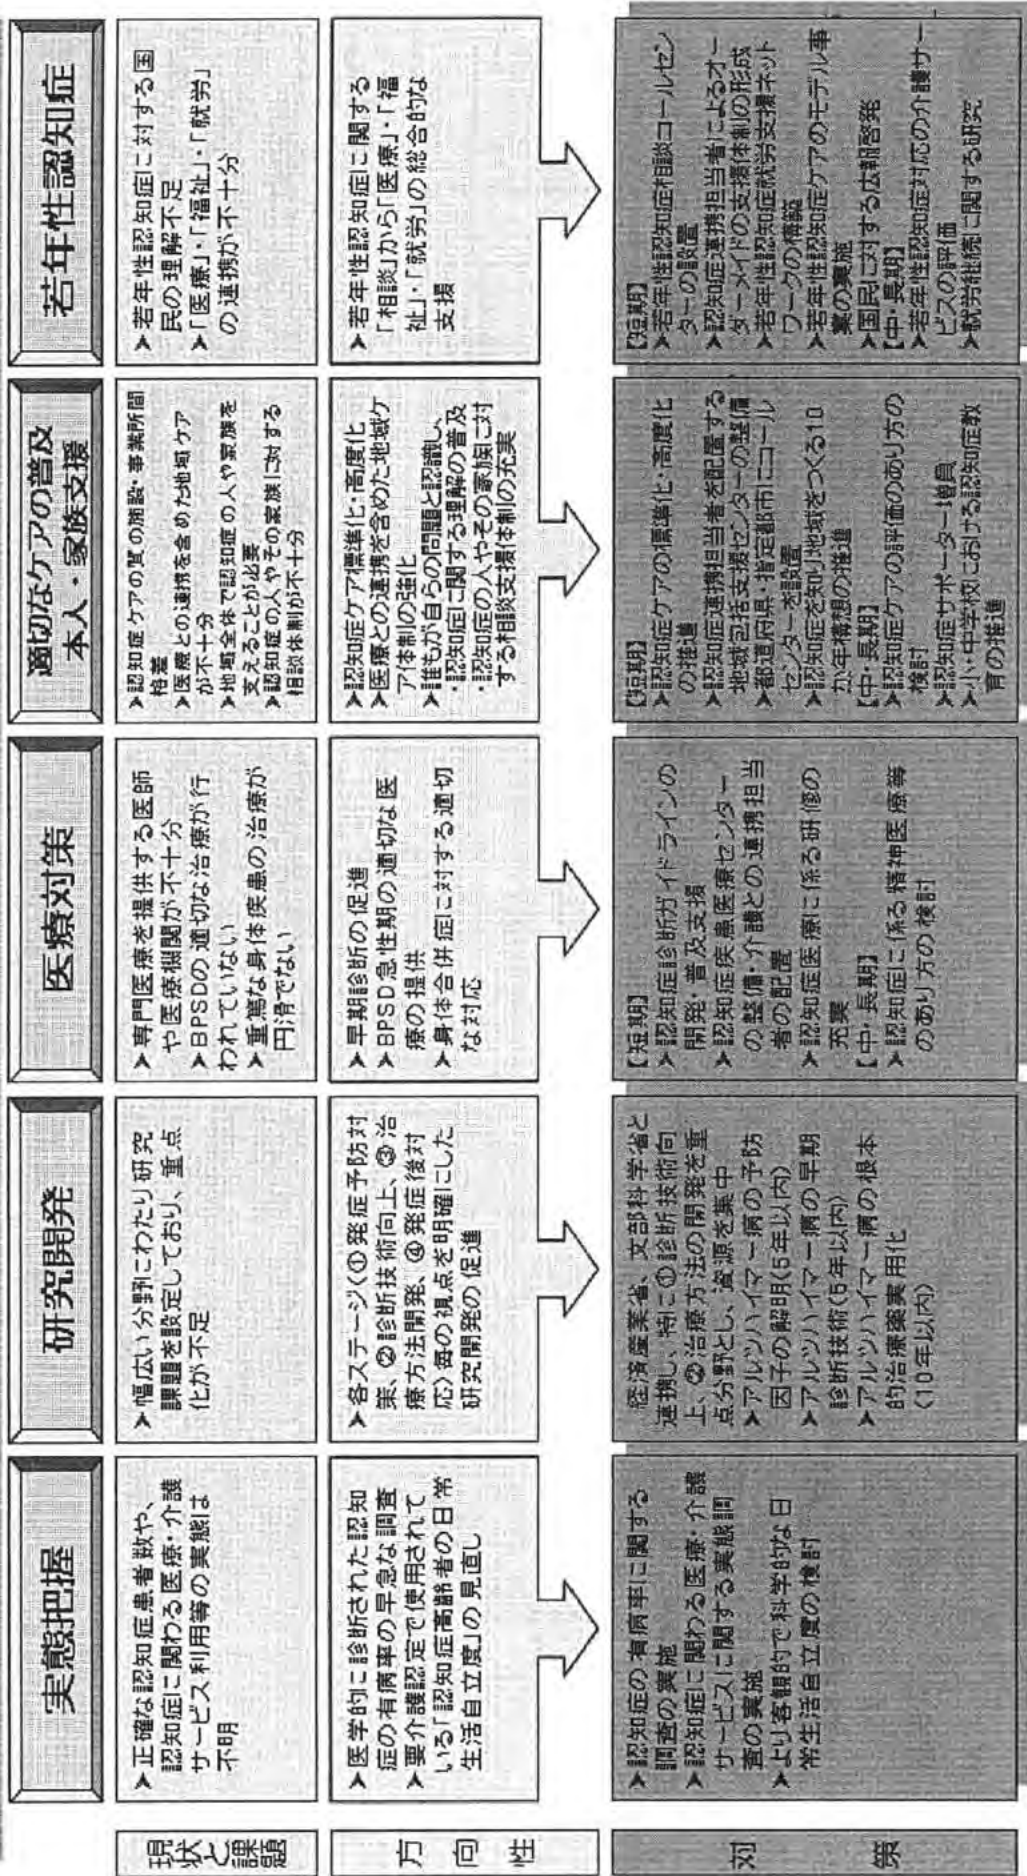 実態把握
研究開発
医療対策
適切なケアの普及
本人・家族支援
若年性認知症
現状と課題
➤正確な認知症患者数や、
認知症に関わる医療・介護
サービス利用等の実態は
不明
➤幅広い分野にわたり研究
課題を設定しており、重点
化が不足
➤専門医療を提供する医師
や医療機関が不十分
➤BPSDの適切な治療が行
われていない
➤重篤な身体疾患の治療が
円滑でない
➤認知症ケアの質の施設・事業所間
格差
➤医療との連携を含めた地域ケア
が不十分
➤地域全体で認知症の人や家族を
支えることが必要
➤認知症の人やその家族に対する
相談体制が不十分
➤若年性認知症に対する国
民の理解不足
➤「医療」・「福祉」・「就労」
の連携が不十分
方向性
➤医学的に診断された認知
症の有病率の早急な調査
➤要介護認定で使用されて
いる「認知症高齢者の日常
生活自立度」の見直し
➤各ステージ〈①発症予防対
策、②診断技術向上、③治
療方法開発、④発症後対
応〉毎の視点を明確にした
研究開発の促進
➤早期診断の促進
➤BPSD急性期の適切な医
療の提供
➤身体合併症に対する適切
な対応
➤認知症ケア標準化・高度化
➤医療との連携を含めた地域ケ
ア体制の強化
➤誰もが自らの問題と認識し、
・認知症に関する理解の普及
・認知症の人やその家族に対
する相談支援体制の充実
➤若年性認知症に関する
「相談」から「医療」・「福
祉」・「就労」の総合的な
支援
対策
➤認知症の有病率に関する
調査の実施
➤認知症に関わる医療・介護
サービスに関する実態調
査の実施
➤より客観的で科学的な日
常生活自立度の検討
経済産業省、文部科学省と
連携し、特に①診断技術向
上、②治療方法の開発を重
点分野とし、資源を集中
➤アルツハイマー病の予防
因子の解明(5年以内)
➤アルツハイマー病の早期
診断技術(5年以内)
➤アルツハイマー病の根本
的治療薬実用化
〈10年以内〉
【短期】
➤認知症診断ガイドラインの
開発・普及支援
➤認知症疾患医療センター
の整備・介護との連携担当
者の配置
➤認知症医療に係る研修の
充実
【中・長期】
➤認知症に係る精神医療等
のあり方の検討
【短期】
➤認知症ケアの標準化・高度化
の推進
➤認知症連携担当者を配置する
地域包括支援センターの整備
➤都道府県・指定都市にコール
センターを設置
➤認知症を知り地域をつくる10
カ年構想の推進
【中・長期】
➤認知症ケアの評価のあり方の
検討
➤認知症サポーター増員
➤小・中学校における認知症教
育の推進
【短期】
➤若年性認知症相談コールセン
ターの設置
➤認知症連携担当者によるオー
ダーメイドの支援体制の形成
➤若年性認知症就労支援ネット
ワークの構築
➤若年性認知症ケアのモデル事
業の実施
➤国民に対する広報啓発
【中・長期】
➤若年性認知症対応の介護サー
ビスの評価
➤就労継続に関する研究